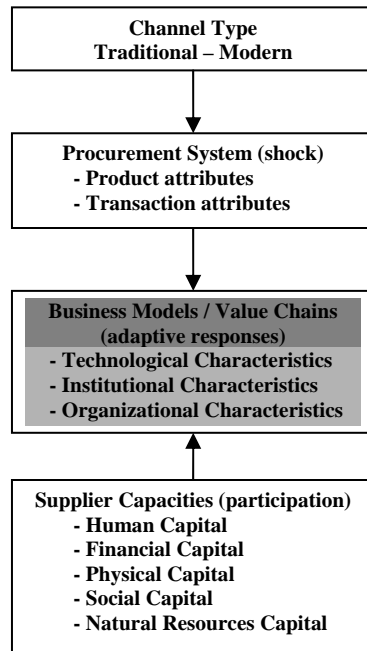 Channel Type
Traditional – Modern
Procurement System (shock)
- Product attributes
- Transaction attributes
Business Models / Value Chains
(adaptive responses)
- Technological Characteristics
- Institutional Characteristics
- Organizational Characteristics
Supplier Capacities (participation)
- Human Capital
- Financial Capital
- Physical Capital
- Social Capital
- Natural Resources Capital